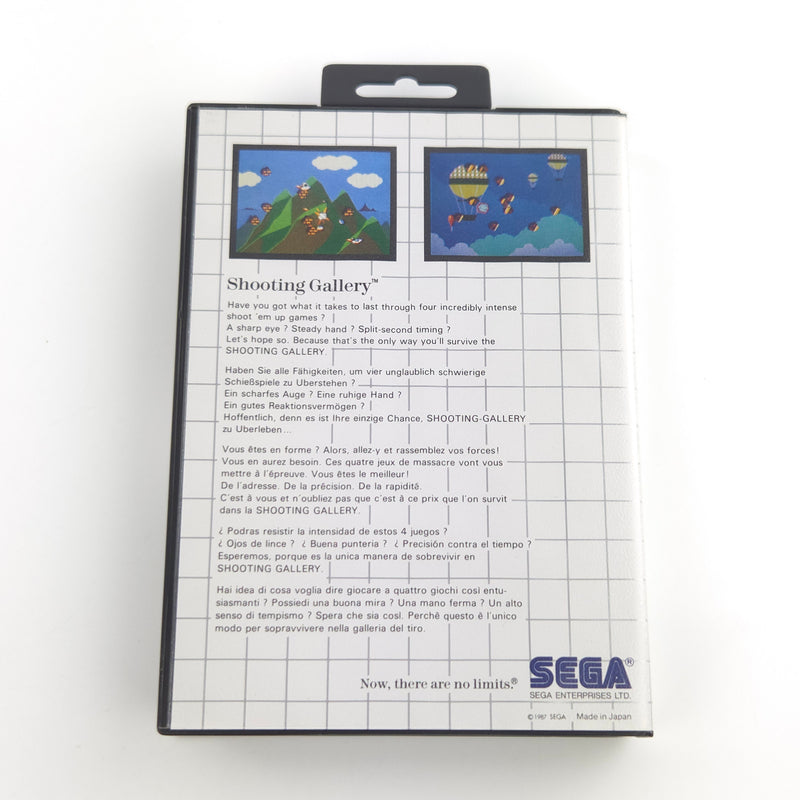 Shooting Gallery™
Have you got what it takes to last through four incredibly intense
shoot 'em up games ?
A sharp eye ? Steady hand ? Split-second timing ?
Let's hope so. Because that's the only way you'll survive the
SHOOTING GALLERY.
Haben Sie alle Fähigkeiten, um vier unglaublich schwierige
Schießspiele zu Uberstehen ?
Ein scharfes Auge ? Eine ruhige Hand ?
Ein gutes Reaktionsvermögen ?
Hoffentlich, denn es ist Ihre einzige Chance, SHOOTING-GALLERY
zu Uberleben...
Vous êtes en forme ? Alors, allez-y et rassemblez vos forces!
Vous en aurez besoin. Ces quatre jeux de massacre vont vous
mettre à l'épreuve. Vous êtes le meilleur!
De l'adresse. De la précision. De la rapidité.
C'est à vous et n'oubliez pas que c'est à ce prix que l'on survit
dans la SHOOTING GALLERY.
¿ Podras resistir la intensidad de estos 4 juegos ?
¿ Ojos de lince ? ¿ Buena punteria ? ¿ Precisión contra el tiempo ?
Esperemos, porque es la unica manera de sobrevivir en
SHOOTING GALLERY.
Hai idea di cosa voglia dire giocare a quattro giochi così entu-
siasmanti ? Possiedi una buona mira ? Una mano ferma ? Un alto
senso di tempismo ? Spera che sia così. Perchè questo è l'unico
modo per sopravvivere nella galleria del tiro.
Now, there are no limits.®
SEGA®
SEGA ENTERPRISES LTD.
© 1987 SEGA Made in Japan